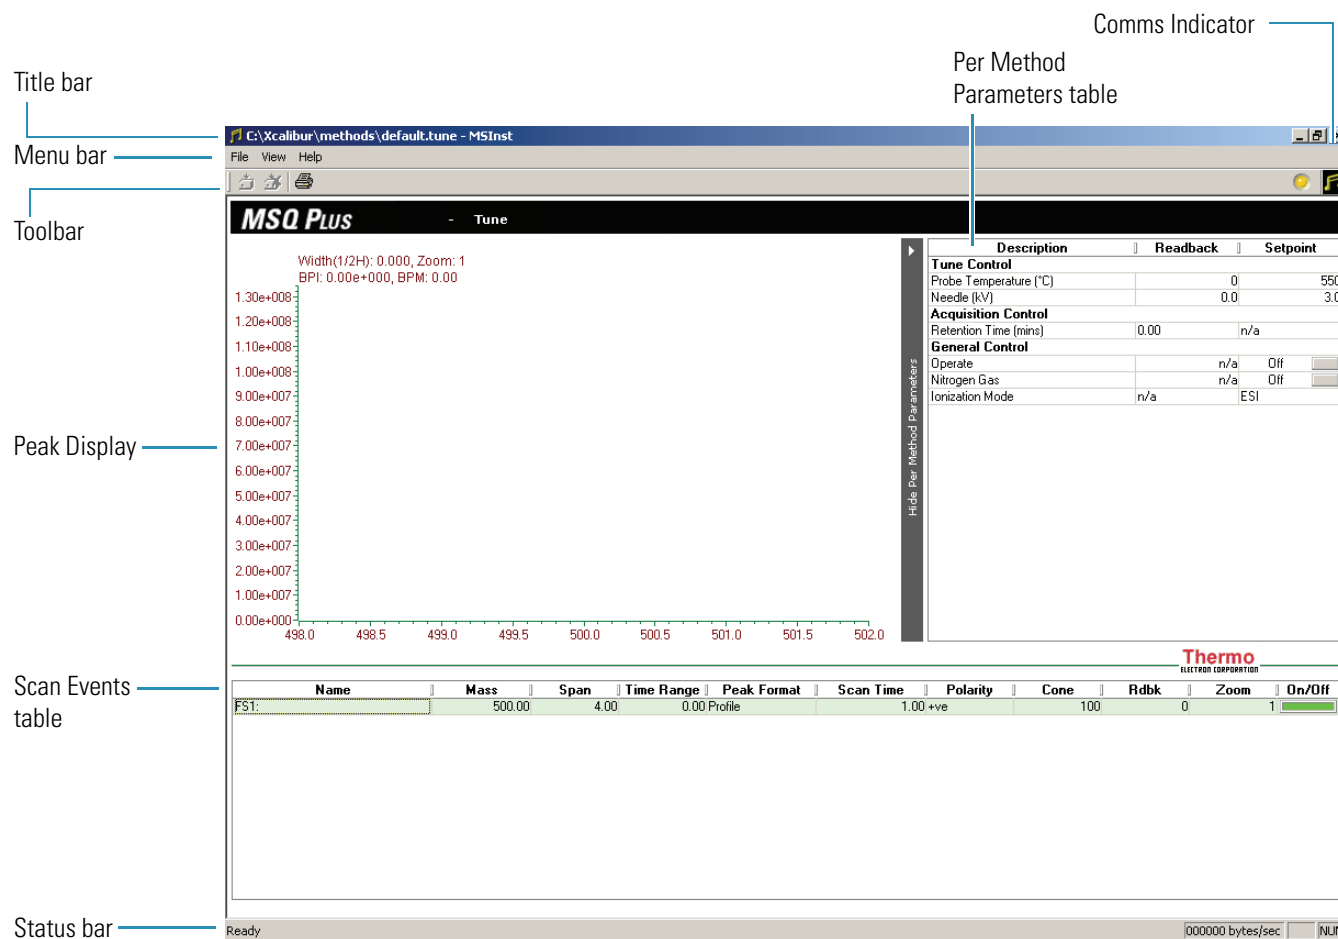 Comms Indicator
Per Method
Parameters table
Title bar
C:\Xcalibur\methods\default.tune - MSInst
Menu bar
File View Help
Toolbar
MSQ PLUS - Tune
Width(1/2H): 0.000, Zoom: 1
BPI: 0.00e+000, BPM: 0.00
1.30e+008
1.20e+008
1.10e+008
1.00e+008
9.00e+007
8.00e+007
7.00e+007
6.00e+007
5.00e+007
4.00e+007
3.00e+007
2.00e+007
1.00e+007
0.00e+000
498.0 498.5 499.0 499.5 500.0 500.5 501.0 501.5 502.0
Peak Display
Hide Per Method Parameters
Description Readback Setpoint
Tune Control
Probe Temperature (°C) 0 550
Needle (kV) 0.0 3.0
Acquisition Control
Retention Time (mins) 0.00 n/a
General Control
Operate n/a Off
Nitrogen Gas n/a Off
Ionization Mode n/a ESI
Thermo
ELECTRON CORPORATION
Scan Events
table
Name Mass Span Time Range Peak Format Scan Time Polarity Cone Rdbk Zoom On/Off
FS1: 500.00 4.00 0.00 Profile 1.00 +ve 100 0 1
Status bar
Ready 000000 bytes/sec